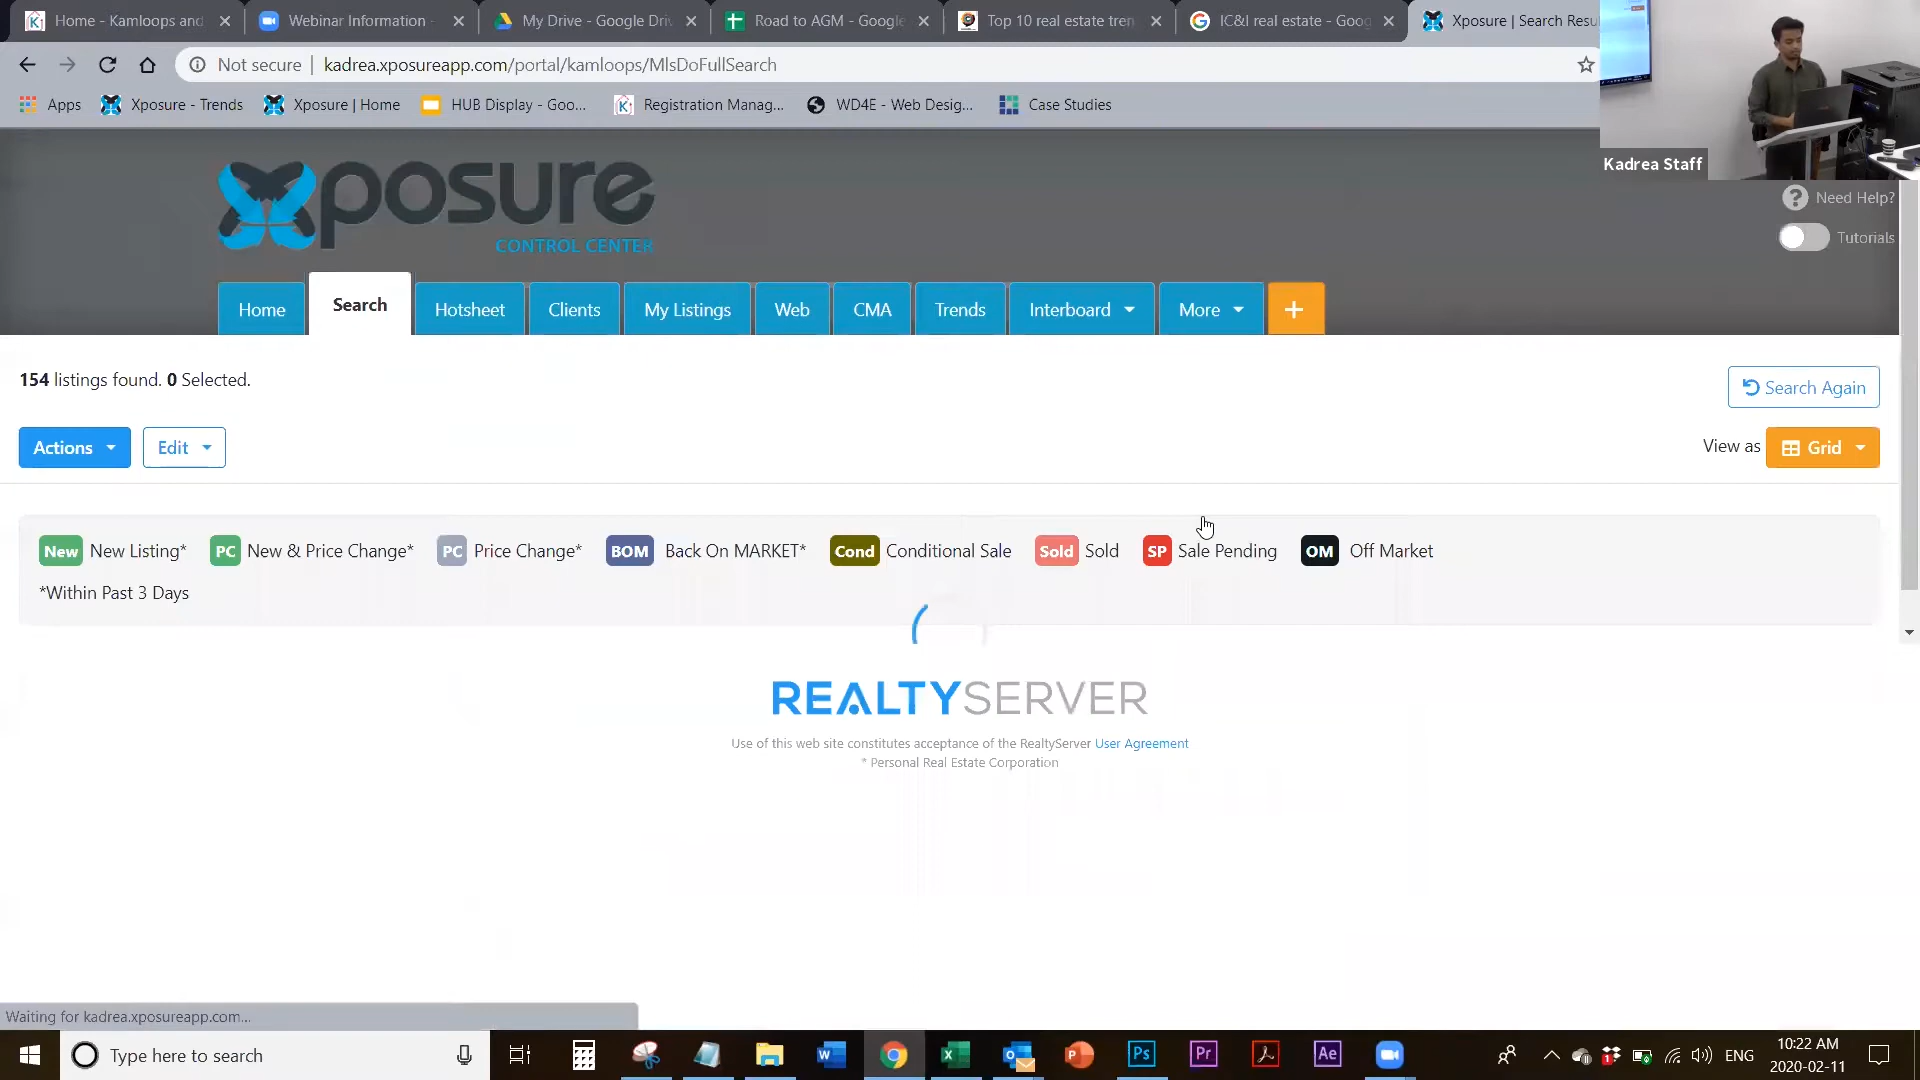 Home - Kamloops and
Webinar Information -
My Drive - Google Driv
Road to AGM - Google
Top 10 real estate tren
IC&I real estate - Goog
Xposure | Search Resu
Not secure | kadrea.xposureapp.com/portal/kamloops/MlsDoFullSearch
Apps
Xposure - Trends
Xposure | Home
HUB Display - Goo...
Registration Manag...
WD4E - Web Desig...
Case Studies
Kadrea Staff
Xposure
CONTROL CENTER
Need Help?
Tutorials
Home
Search
Hotsheet
Clients
My Listings
Web
CMA
Trends
Interboard
More
+
154 listings found. 0 Selected.
Search Again
Actions
Edit
View as
Grid
New New Listing*
PC New & Price Change*
PC Price Change*
BOM Back On MARKET*
Cond Conditional Sale
Sold Sold
SP Sale Pending
OM Off Market
*Within Past 3 Days
REALTYSERVER
Use of this web site constitutes acceptance of the RealtyServer User Agreement
* Personal Real Estate Corporation
Waiting for kadrea.xposureapp.com...
Type here to search
Ps
Pr
Ae
ENG
10:22 AM
2020-02-11